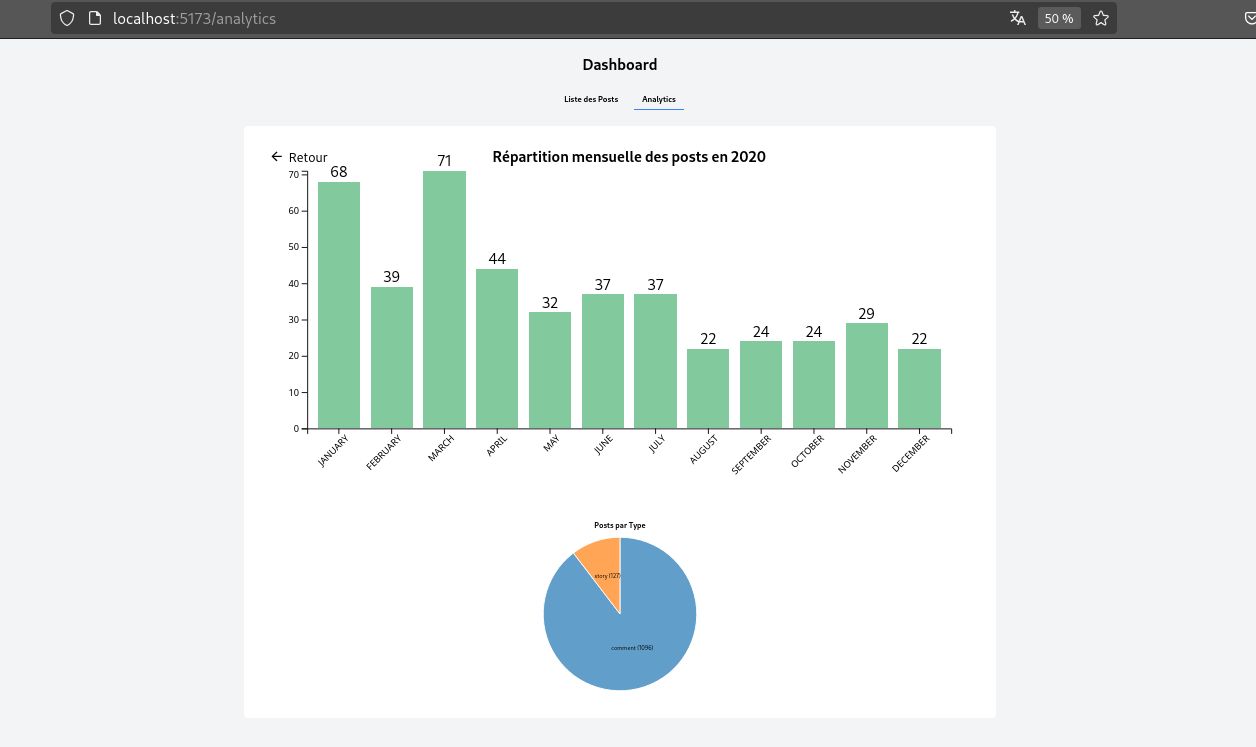 localhost:5173/analytics
50 %
Dashboard
Liste des Posts Analytics
Retour
Répartition mensuelle des posts en 2020
68 39 71 44 32 37 37 22 24 24 29 22
70
60
50
40
30
20
10
0
JANUARY FEBRUARY MARCH APRIL MAY JUNE JULY AUGUST SEPTEMBER OCTOBER NOVEMBER DECEMBER
Posts par Type
story (127)
comment (1096)